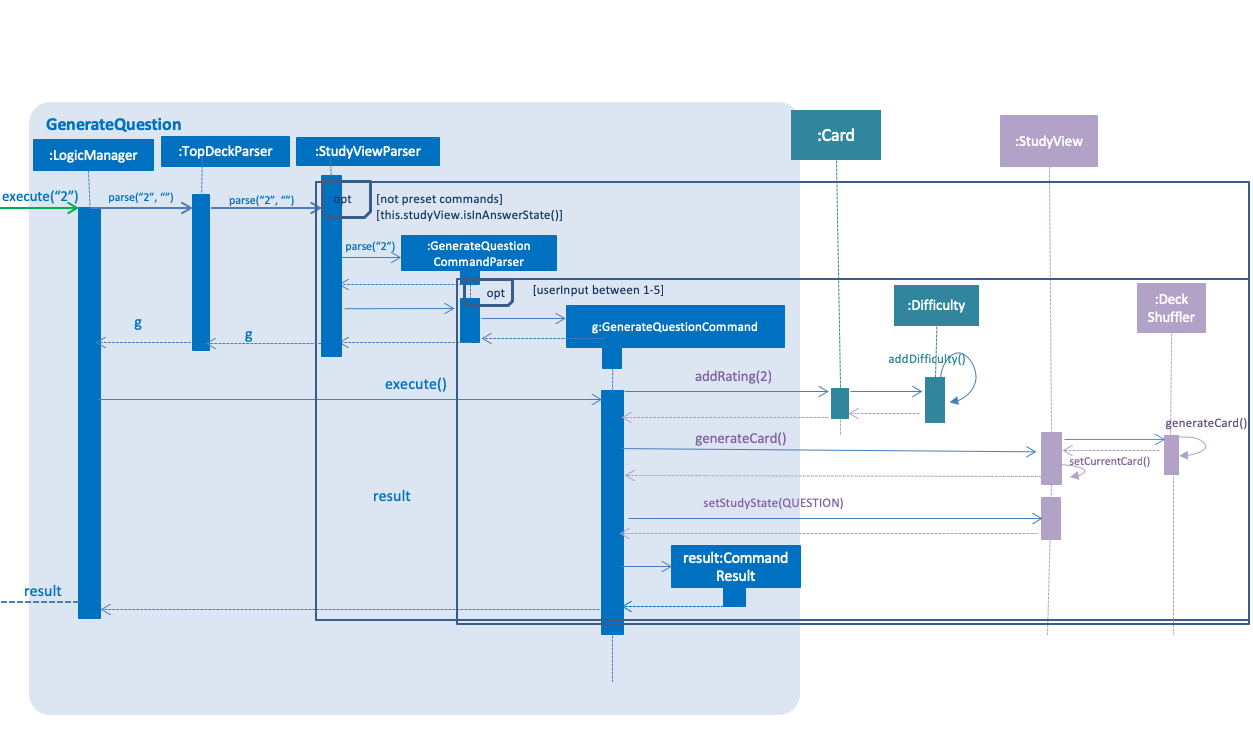 GenerateQuestion
:LogicManager
:TopDeckParser
:StudyViewParser
:Card
:StudyView
execute(“2”)
parse(“2”, “”)
parse(“2”, “”)
opt
[not preset commands]
[this.studyView.isInAnswerState()]
parse(“2”)
:GenerateQuestion
CommandParser
opt
[userInput between 1-5]
:Difficulty
:Deck
Shuffler
g
g
g:GenerateQuestionCommand
addDifficulty()
execute()
addRating(2)
generateCard()
generateCard()
setCurrentCard()
result
setStudyState(QUESTION)
result:Command
Result
result